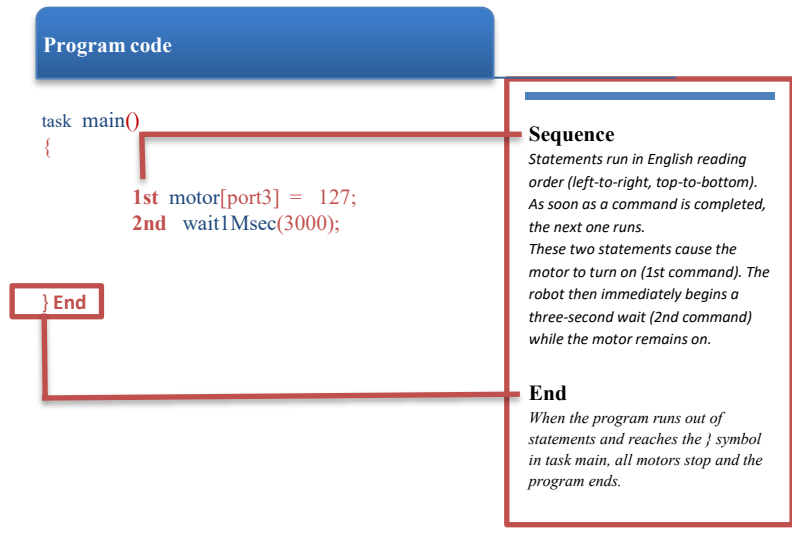 Program code
task main()
{
1st motor[port3] = 127;
2nd wait1Msec(3000);
} End
Sequence
Statements run in English reading
order (left-to-right, top-to-bottom).
As soon as a command is completed,
the next one runs.
These two statements cause the
motor to turn on (1st command). The
robot then immediately begins a
three-second wait (2nd command)
while the motor remains on.
End
When the program runs out of
statements and reaches the } symbol
in task main, all motors stop and the
program ends.